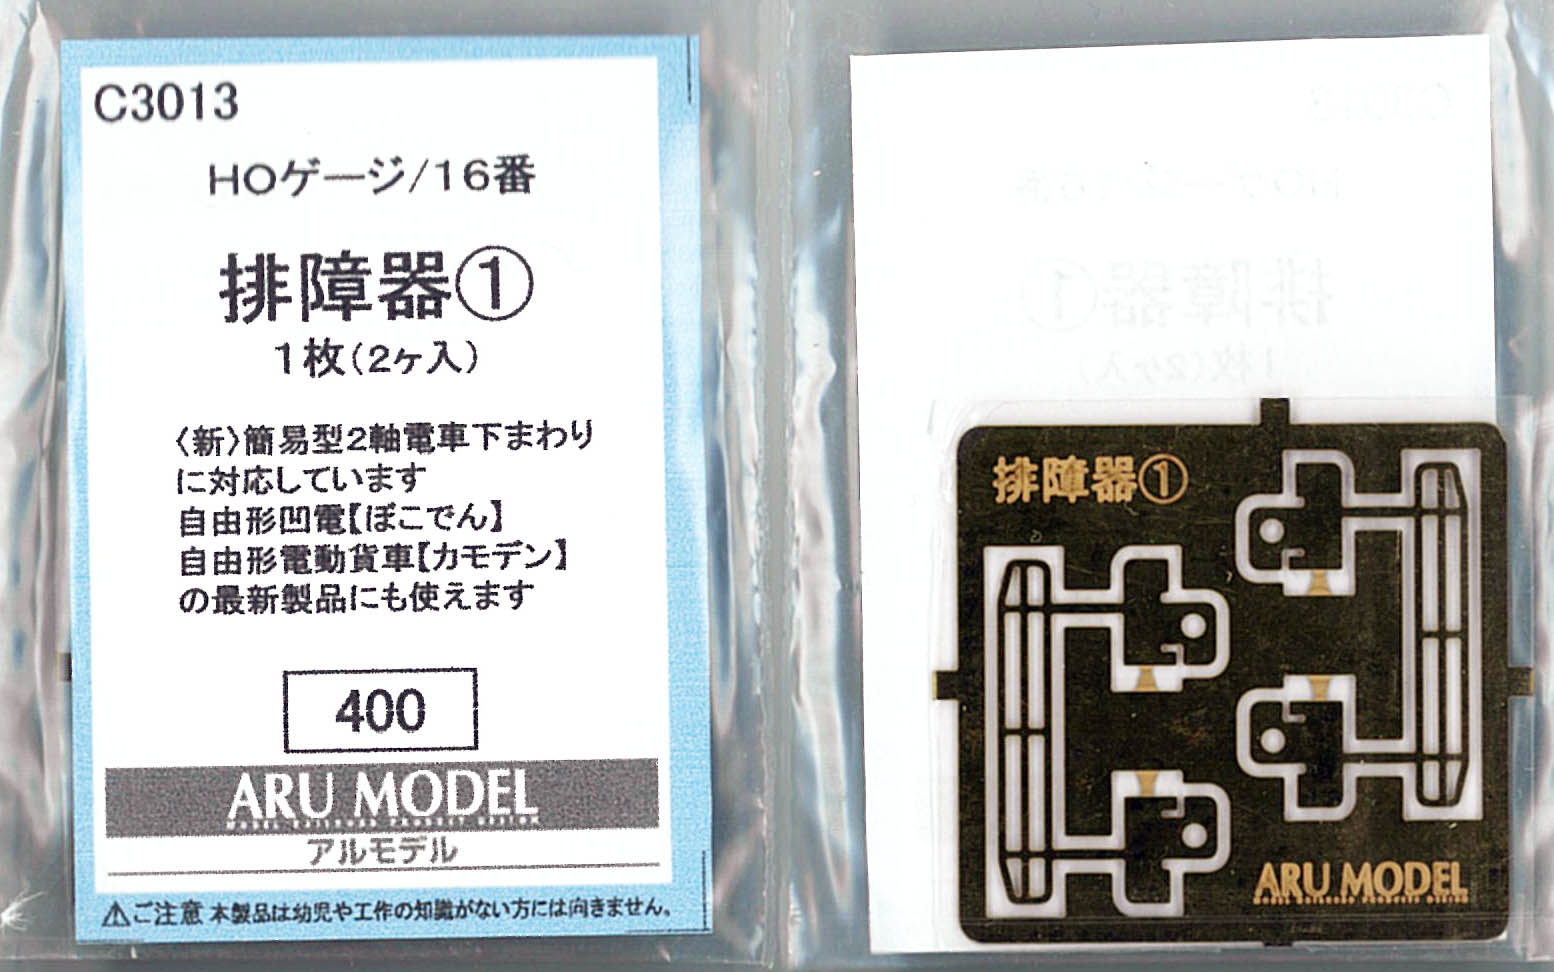 C3013
HOゲージ/16番
排障器①
1枚(2ヶ入)
〈新〉簡易型2軸電車下まわり
に対応しています
自由形凹電【ぼこでん】
自由形電動貨車【カモデン】
の最新製品にも使えます
400
ARU MODEL
アルモデル
⚠ご注意 本製品は幼児や工作の知識がない方には向きません。
排障器①
ARU MODEL